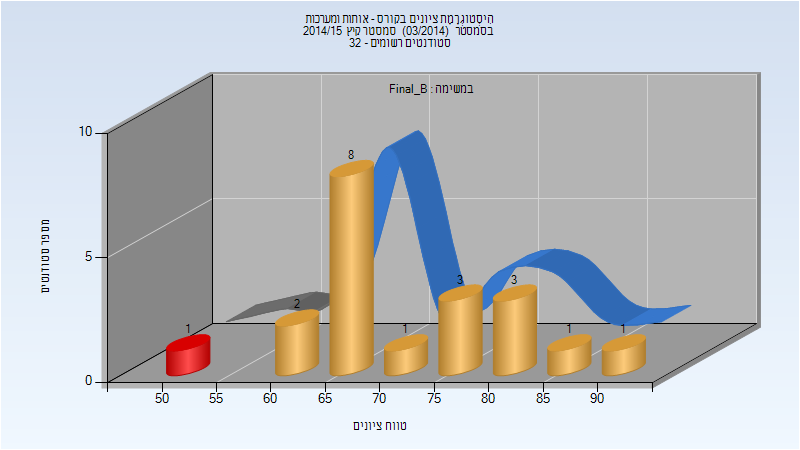 היסטוגרמת ציונים בקורס - אותות ומערכות
בסמסטר (03/2014) סמסטר קיץ 2014/15
סטודנטים רשומים - 32
במשימה : Final_B
10
5
0
מספר סטודנטים
1
2
8
1
3
3
1
1
50 55 60 65 70 75 80 85 90
טווח ציונים